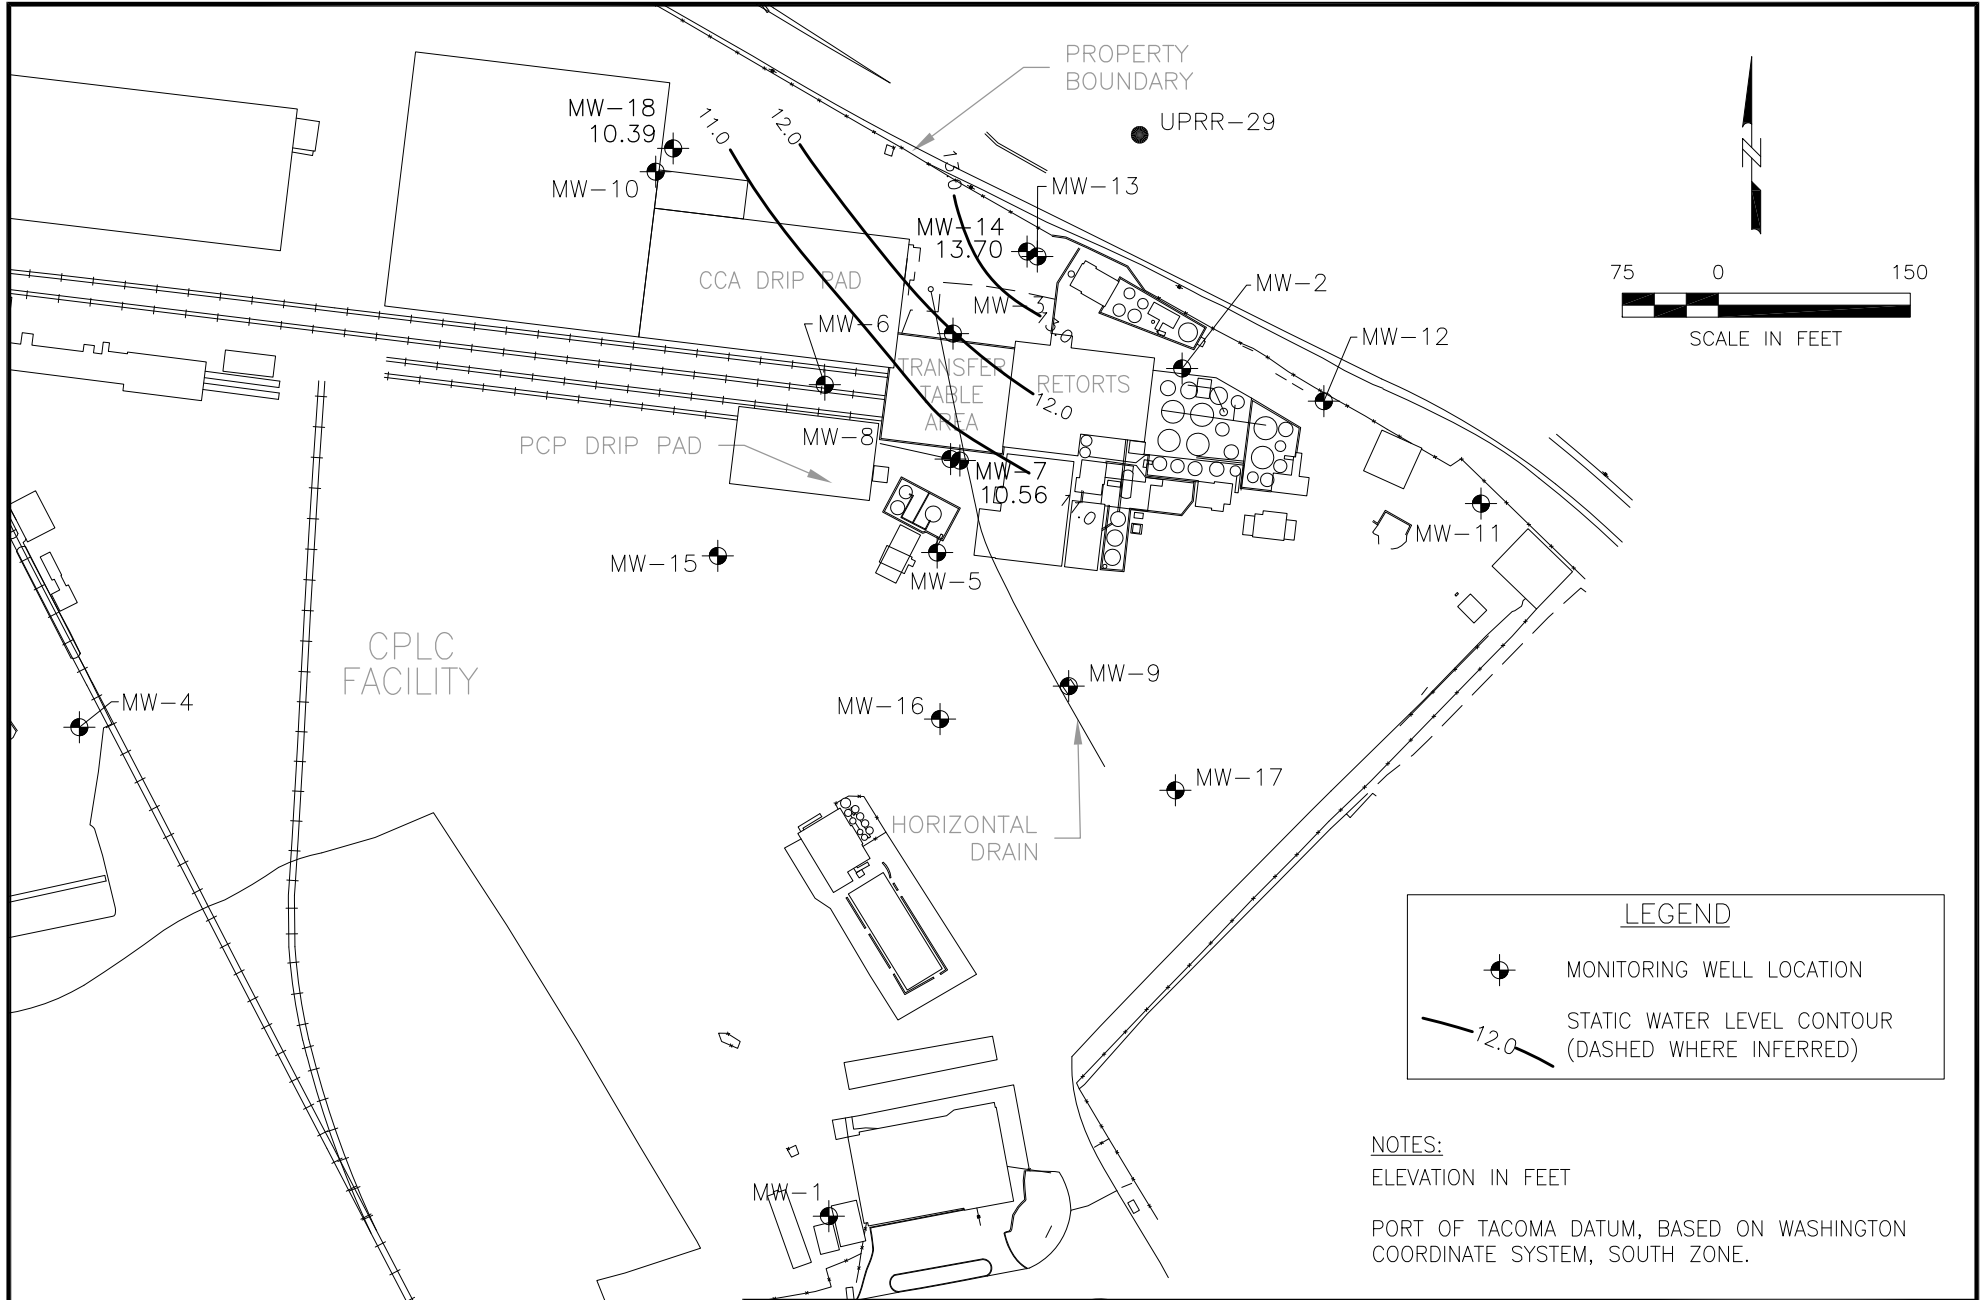 PROPERTY
BOUNDARY
MW-18
10.39
11.0
12.0
UPRR-29
MW-10
13.0
MW-13
MW-14
13.70
75 0 150
SCALE IN FEET
CCA DRIP PAD
MW-2
MW-3
13.0
MW-6
MW-12
TRANSFER
TABLE
AREA
RETORTS
12.0
MW-8
PCP DRIP PAD
MW-7
10.56
11.0
MW-11
MW-15
MW-5
CPLC
FACILITY
MW-9
MW-4
MW-16
MW-17
HORIZONTAL
DRAIN
LEGEND
MONITORING WELL LOCATION
12.0
STATIC WATER LEVEL CONTOUR
(DASHED WHERE INFERRED)
NOTES:
ELEVATION IN FEET
PORT OF TACOMA DATUM, BASED ON WASHINGTON
COORDINATE SYSTEM, SOUTH ZONE.
MW-1
N